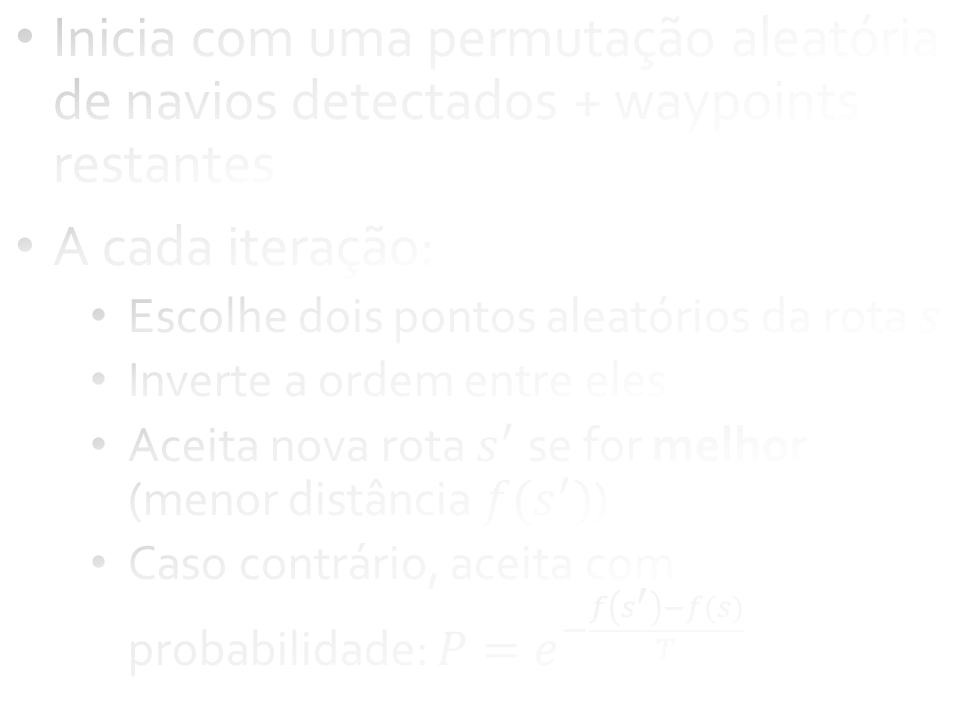 • Inicia com uma permutação aleatória
de navios detectados + waypoints
restantes
• A cada iteração:
• Escolhe dois pontos aleatórios da rota s
• Inverte a ordem entre eles
• Aceita nova rota s′ se for melhor
(menor distância f(s′))
• Caso contrário, aceita com
probabilidade: P = e^{-\frac{f(s′)−f(s)}{T}}